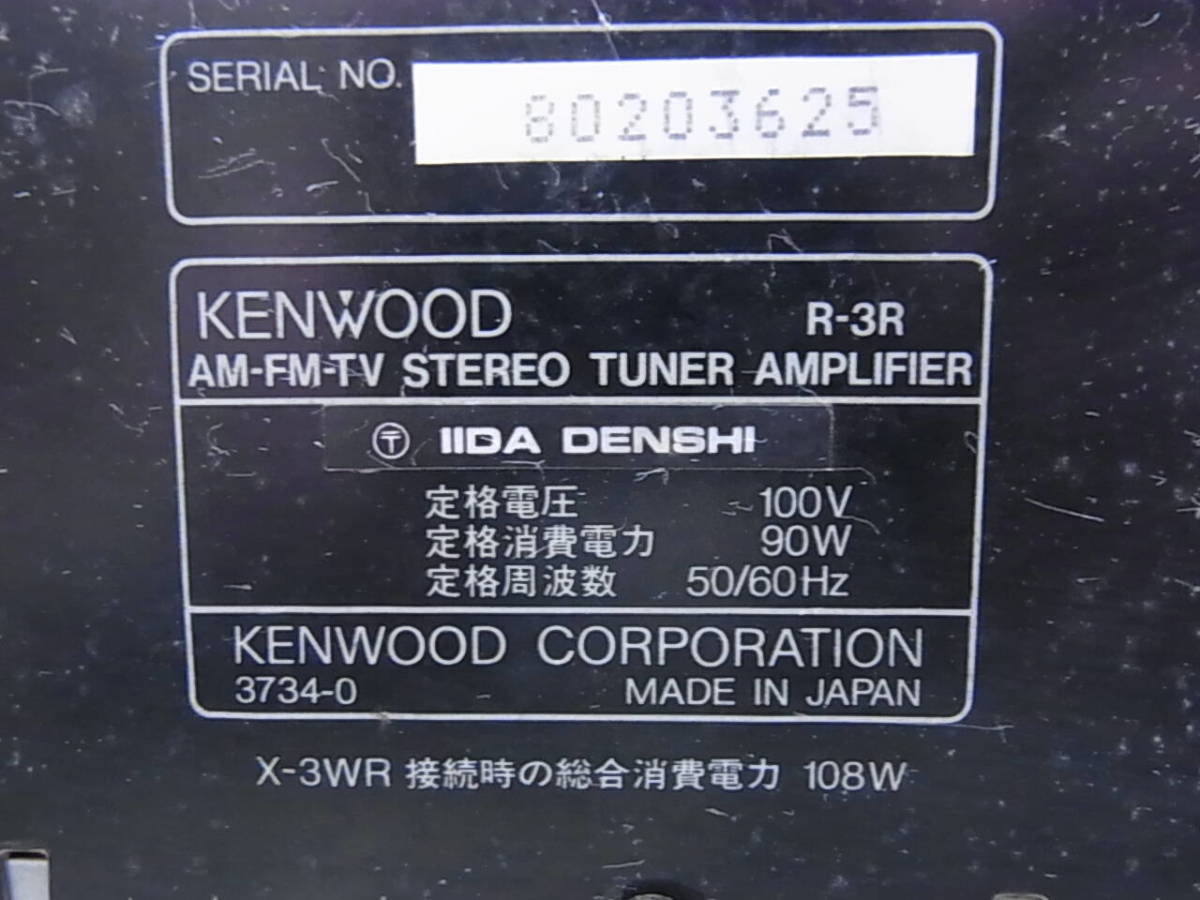 SERIAL NO. 80203625
KENWOOD R-3R
AM-FM-TV STEREO TUNER AMPLIFIER
〒 IIDA DENSHI
定格電圧 100V
定格消費電力 90W
定格周波数 50/60Hz
KENWOOD CORPORATION
3734-0 MADE IN JAPAN
X-3WR 接続時の総合消費電力 108W